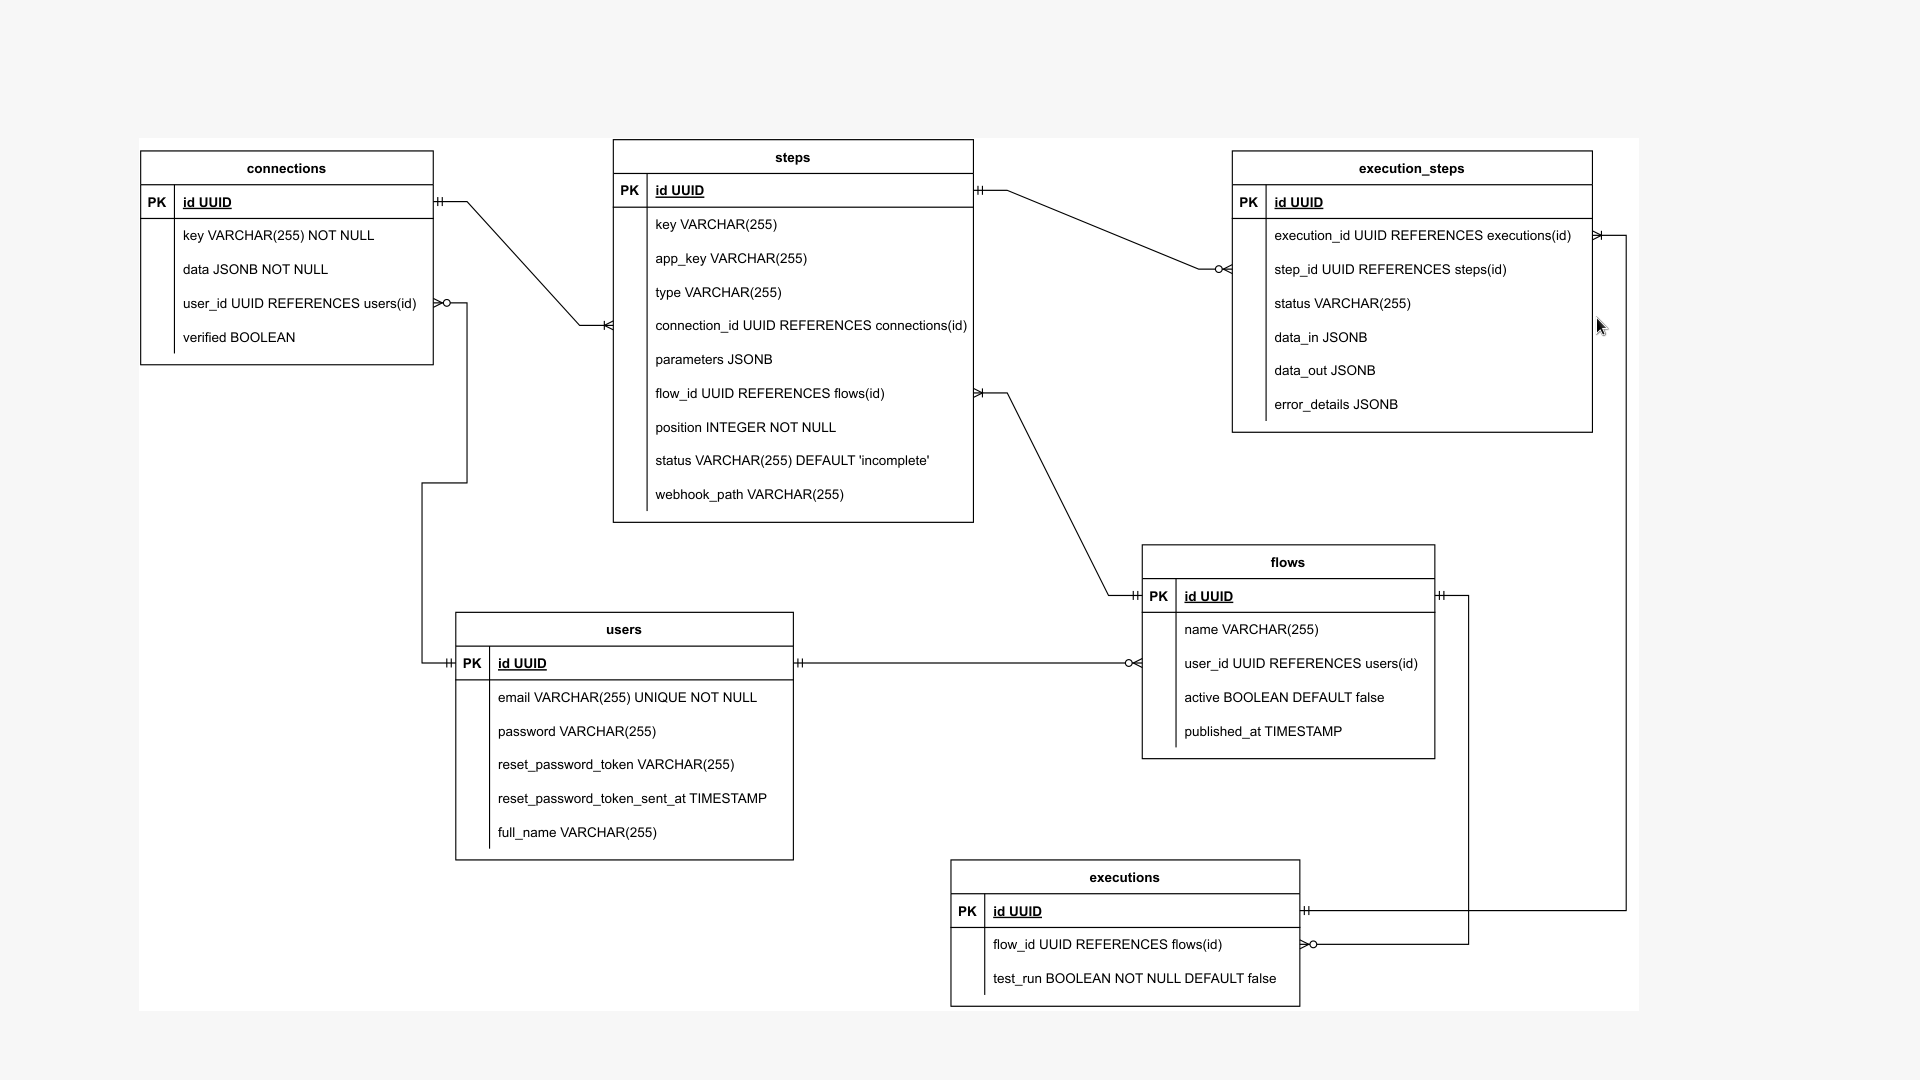 connections
PK id UUID
key VARCHAR(255) NOT NULL
data JSONB NOT NULL
user_id UUID REFERENCES users(id)
verified BOOLEAN
steps
PK id UUID
key VARCHAR(255)
app_key VARCHAR(255)
type VARCHAR(255)
connection_id UUID REFERENCES connections(id)
parameters JSONB
flow_id UUID REFERENCES flows(id)
position INTEGER NOT NULL
status VARCHAR(255) DEFAULT 'incomplete'
webhook_path VARCHAR(255)
execution_steps
PK id UUID
execution_id UUID REFERENCES executions(id)
step_id UUID REFERENCES steps(id)
status VARCHAR(255)
data_in JSONB
data_out JSONB
error_details JSONB
flows
PK id UUID
name VARCHAR(255)
user_id UUID REFERENCES users(id)
active BOOLEAN DEFAULT false
published_at TIMESTAMP
users
PK id UUID
email VARCHAR(255) UNIQUE NOT NULL
password VARCHAR(255)
reset_password_token VARCHAR(255)
reset_password_token_sent_at TIMESTAMP
full_name VARCHAR(255)
executions
PK id UUID
flow_id UUID REFERENCES flows(id)
test_run BOOLEAN NOT NULL DEFAULT false